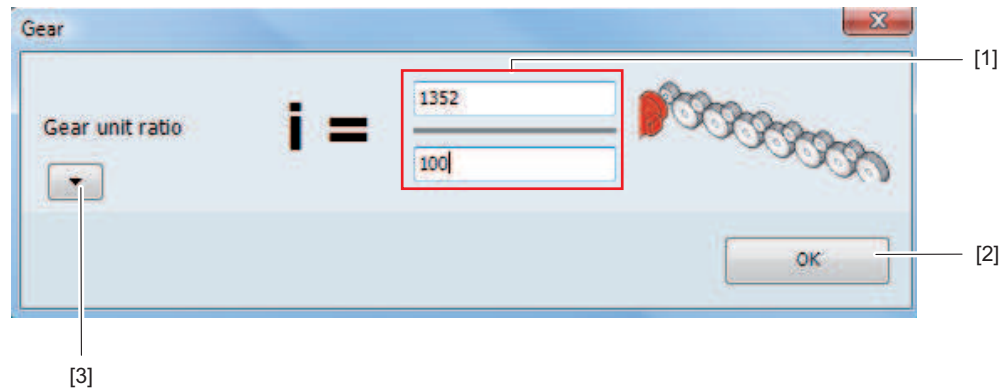 Gear
[1]
1352
Gear unit ratio
i =
100
OK
[2]
[3]